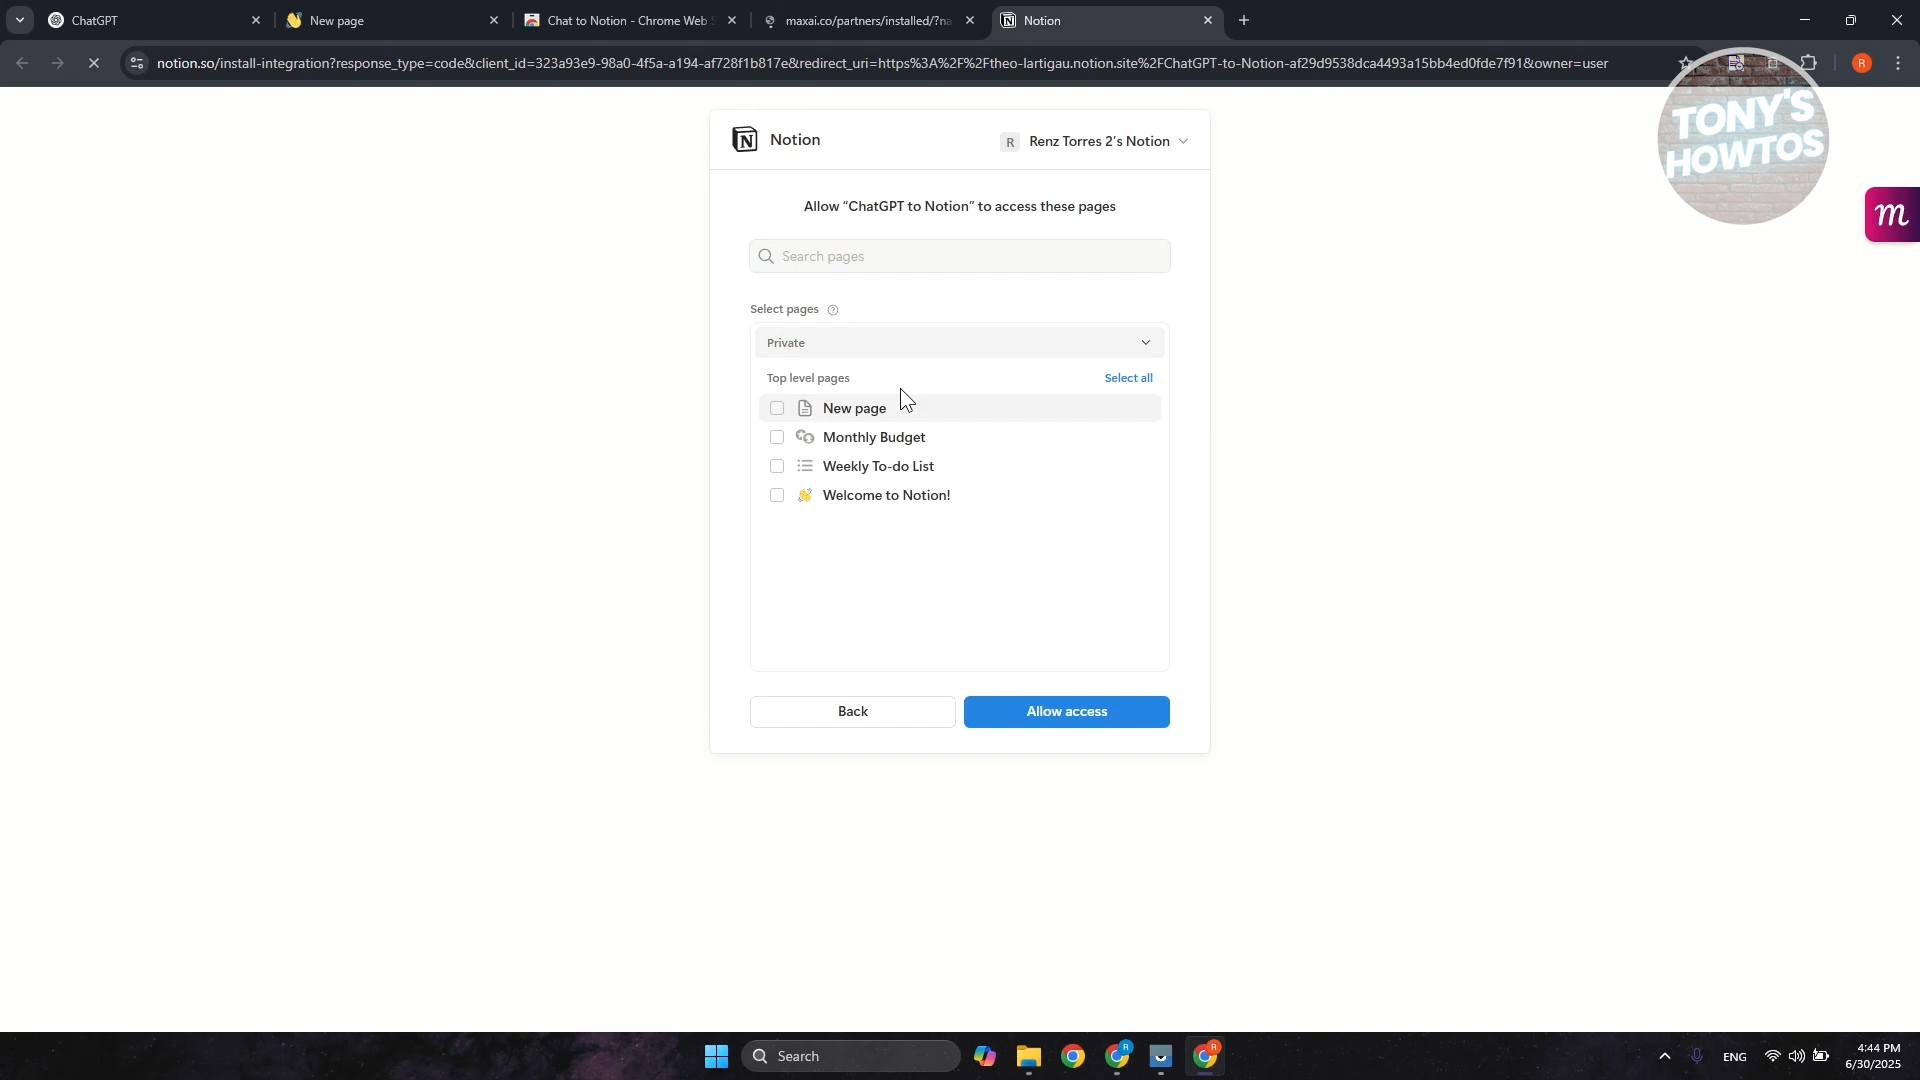 ChatGPT
New page
Chat to Notion - Chrome Web S
maxai.co/partners/installed/?na
Notion
notion.so/install-integration?response_type=code&client_id=323a93e9-98a0-4f5a-a194-af728f1b817e&redirect_uri=https%3A%2F%2Ftheo-lartigau.notion.site%2FChatGPT-to-Notion-af29d9538dca4493a15bb4ed0fde7f91&owner=user
R
TONY'S
HOWTOS
m
Notion
R Renz Torres 2's Notion
Allow “ChatGPT to Notion” to access these pages
Search pages
Select pages
Private
Top level pages
Select all
New page
Monthly Budget
Weekly To-do List
Welcome to Notion!
Back
Allow access
Search
R
R
ENG
4:44 PM
6/30/2025